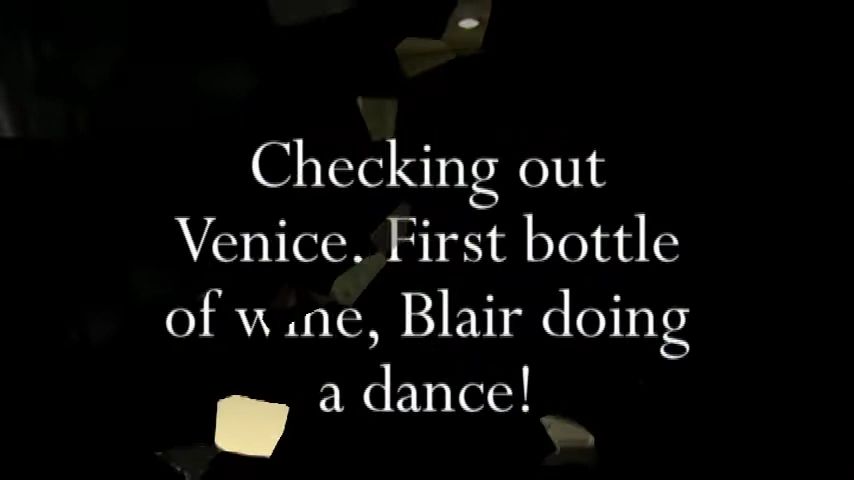 Checking out
Venice. First bottle
of wine, Blair doing
a dance!